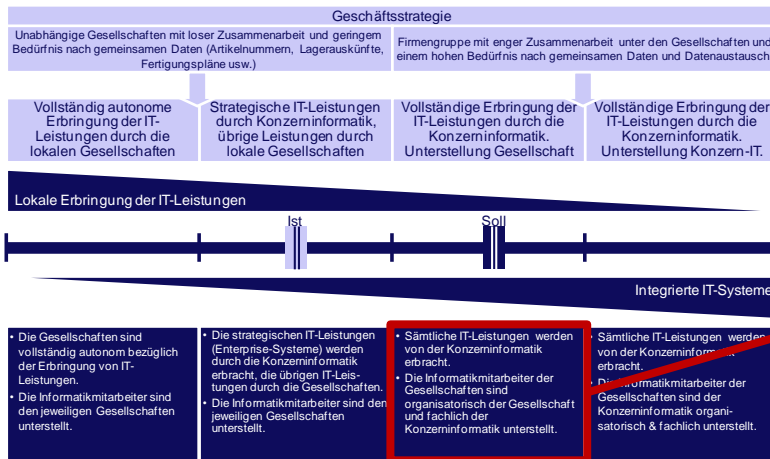 Geschäftsstrategie
Unabhängige Gesellschaften mit loser Zusammenarbeit und geringem
Bedürfnis nach gemeinsamen Daten (Artikelnummern, Lagerauskünfte,
Fertigungspläne usw.)
Firmengruppe mit enger Zusammenarbeit unter den Gesellschaften und
einem hohen Bedürfnis nach gemeinsamen Daten und Datenaustausch
Vollständig autonome
Erbringung der IT-
Leistungen durch die
lokalen Gesellschaften
Strategische IT-Leistungen
durch Konzerninformatik,
übrige Leistungen durch
lokale Gesellschaften
Vollständige Erbringung der
IT-Leistungen durch die
Konzerninformatik.
Unterstellung Gesellschaft
Vollständige Erbringung der
IT-Leistungen durch die
Konzerninformatik.
Unterstellung Konzern-IT.
Lokale Erbringung der IT-Leistungen
Ist
Soll
Integrierte IT-Systeme
• Die Gesellschaften sind
vollständig autonom bezüglich
der Erbringung von IT-
Leistungen.
• Die Informatikmitarbeiter sind
den jeweiligen Gesellschaften
unterstellt.
• Die strategischen IT-Leistungen
(Enterprise-Systeme) werden
durch die Konzerninformatik
erbracht, die übrigen IT-Leis-
tungen durch die Gesellschaften.
• Die Informatikmitarbeiter sind den
jeweiligen Gesellschaften
unterstellt.
• Sämtliche IT-Leistungen werden
von der Konzerninformatik
erbracht.
• Die Informatikmitarbeiter der
Gesellschaften sind
organisatorisch der Gesellschaft
und fachlich der
Konzerninformatik unterstellt.
• Sämtliche IT-Leistungen werden
von der Konzerninformatik
erbracht.
• Die Informatikmitarbeiter der
Gesellschaften sind der
Konzerninformatik organi-
satorisch & fachlich unterstellt.